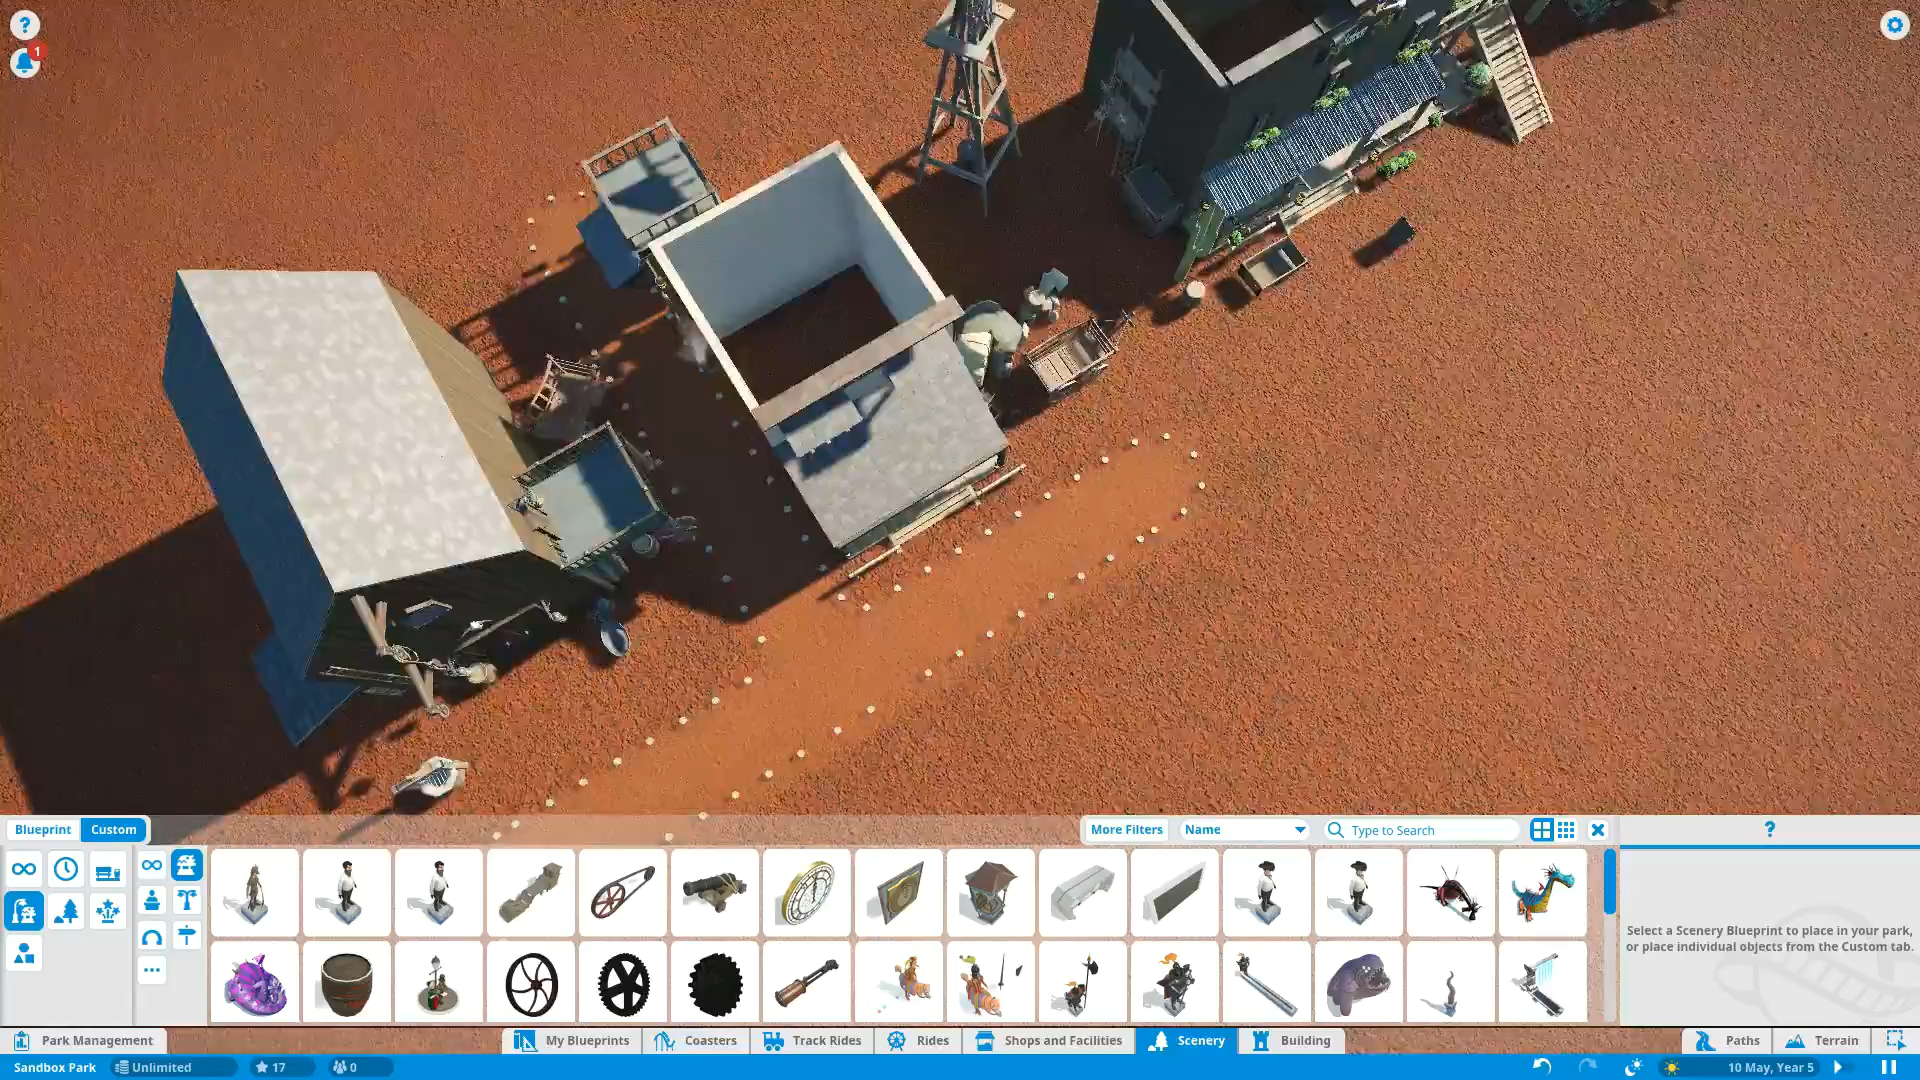 1
Blueprint
Custom
More Filters
Name
Type to Search
Select a Scenery Blueprint to place in your park,
or place individual objects from the Custom tab.
Park Management
My Blueprints
Coasters
Track Rides
Rides
Shops and Facilities
Scenery
Building
Paths
Terrain
Sandbox Park
Unlimited
17
0
10 May, Year 5